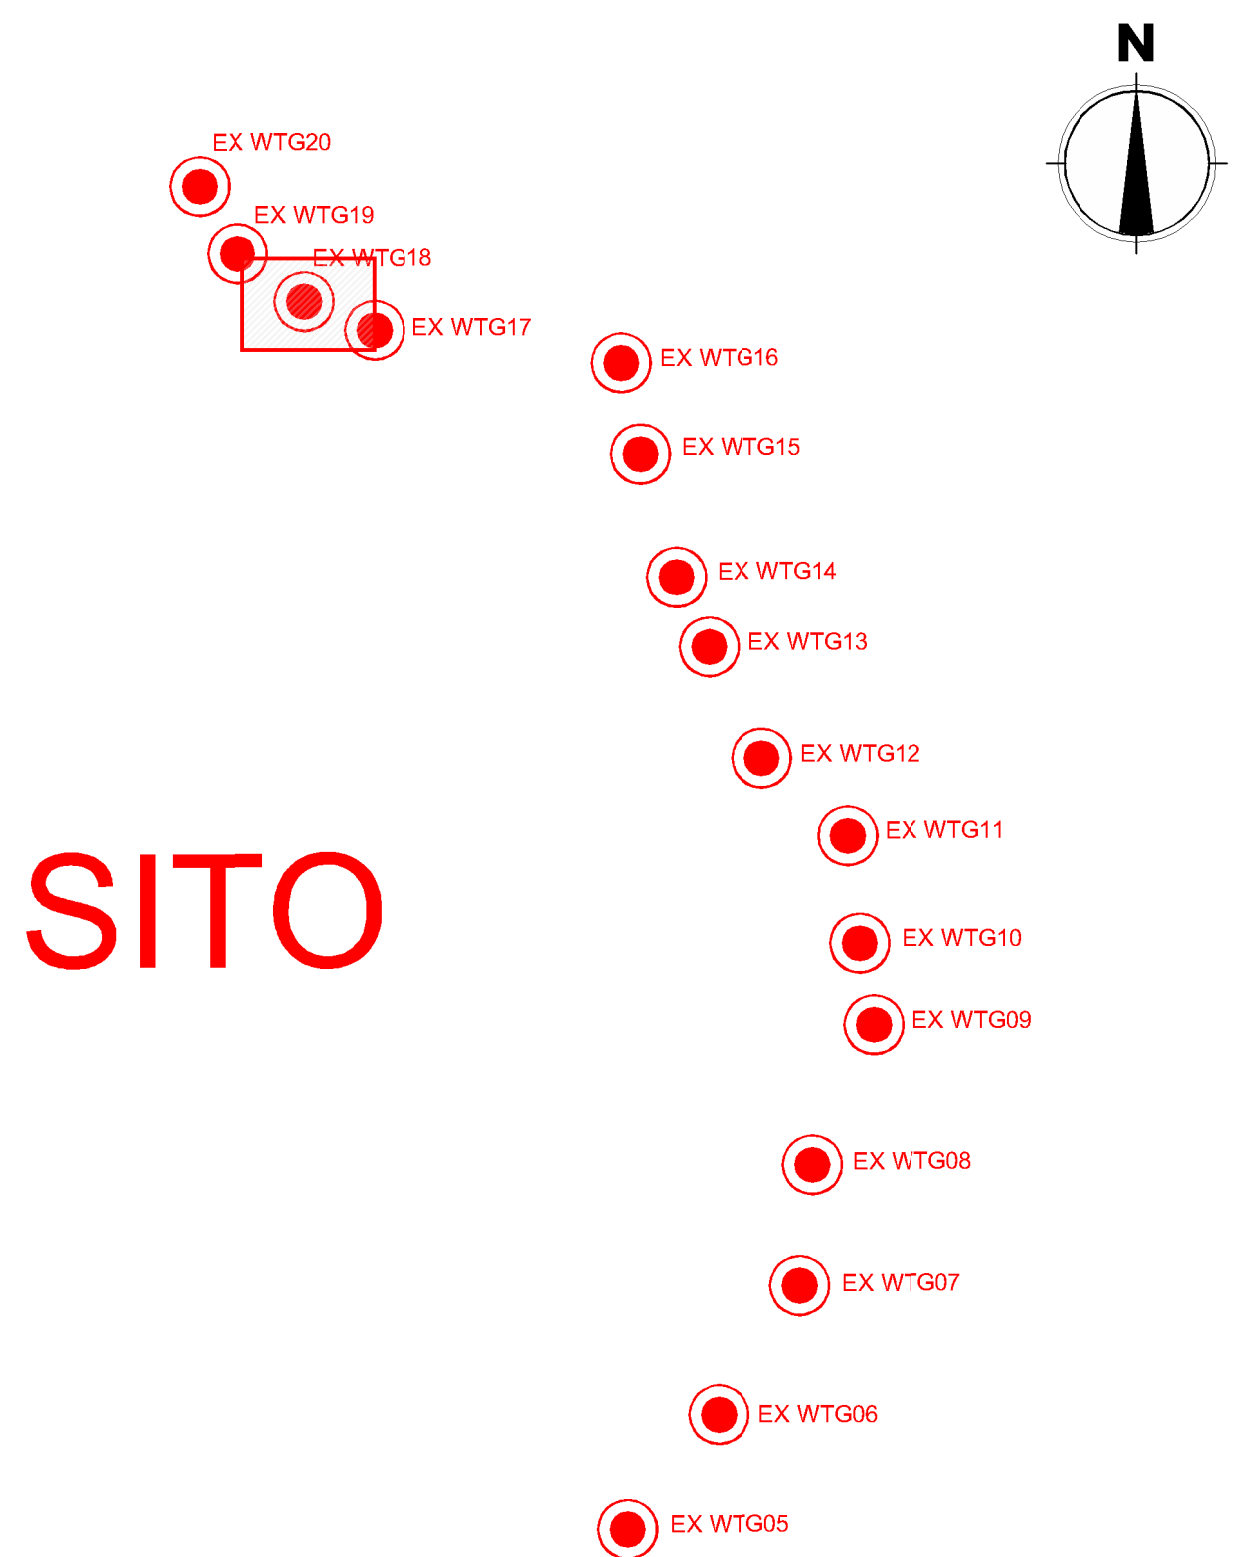 N
EX WTG20
EX WTG19
EX WTG18
EX WTG17
EX WTG16
EX WTG15
EX WTG14
EX WTG13
EX WTG12
EX WTG11
SITO
EX WTG10
EX WTG09
EX WTG08
EX WTG07
EX WTG06
EX WTG05